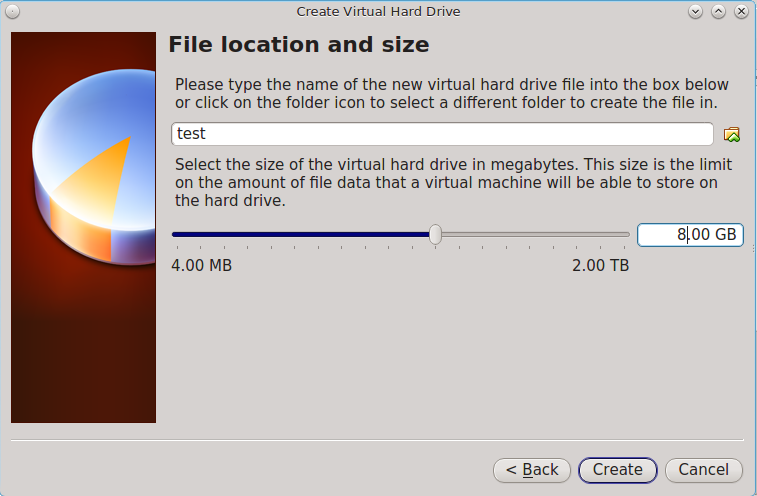 Create Virtual Hard Drive
File location and size
Please type the name of the new virtual hard drive file into the box below
or click on the folder icon to select a different folder to create the file in.
test
Select the size of the virtual hard drive in megabytes. This size is the limit
on the amount of file data that a virtual machine will be able to store on
the hard drive.
8.00 GB
4.00 MB
2.00 TB
< Back
Create
Cancel